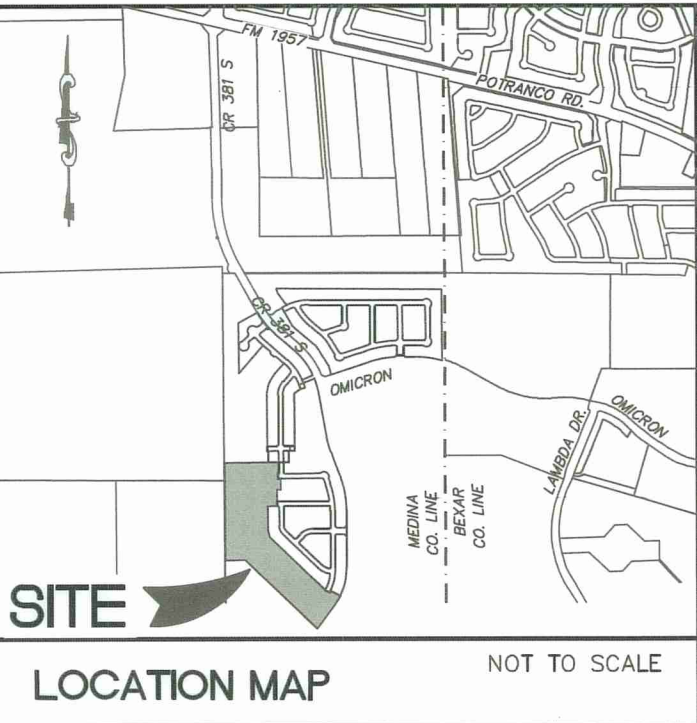 FM 1957
POTRANCO RD.
CR 381 S
CR 381 S
OMICRON
OMICRON
LAMBDA DR.
MEDINA
CO. LINE
BEXAR
CO. LINE
SITE
NOT TO SCALE
LOCATION MAP